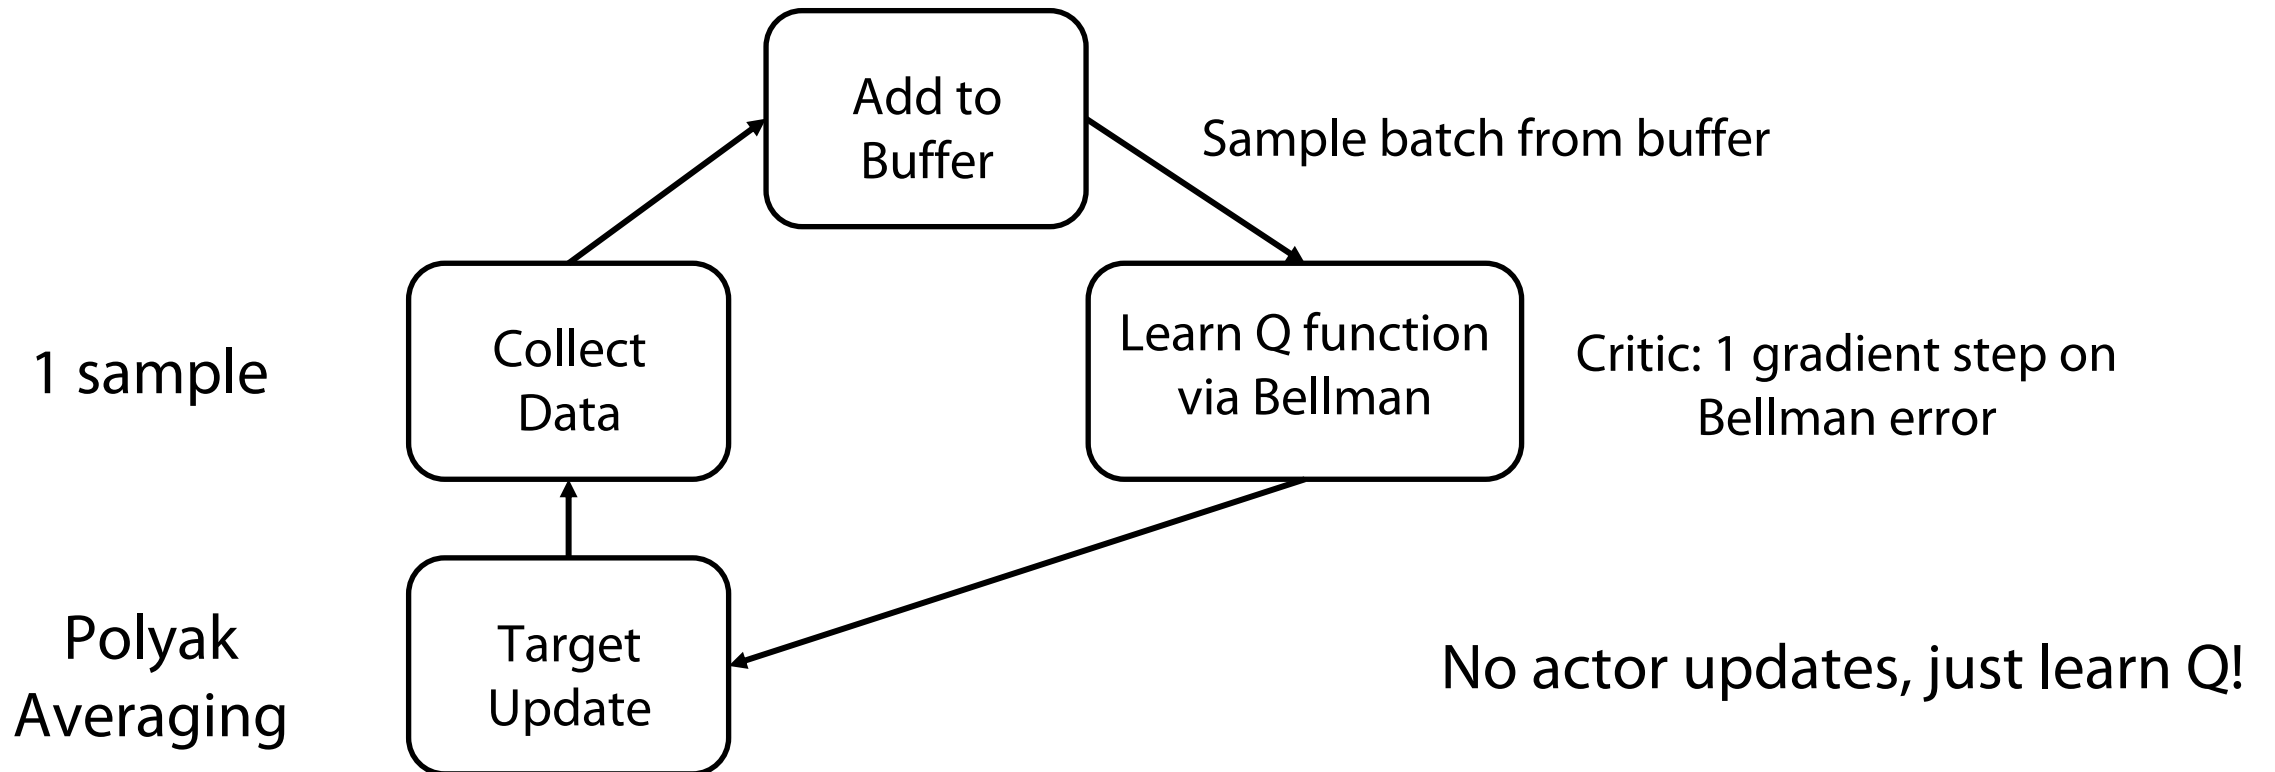 Add to
Buffer
Sample batch from buffer
1 sample
Collect
Data
Learn Q function
via Bellman
Critic: 1 gradient step on
Bellman error
Polyak
Averaging
Target
Update
No actor updates, just learn Q!